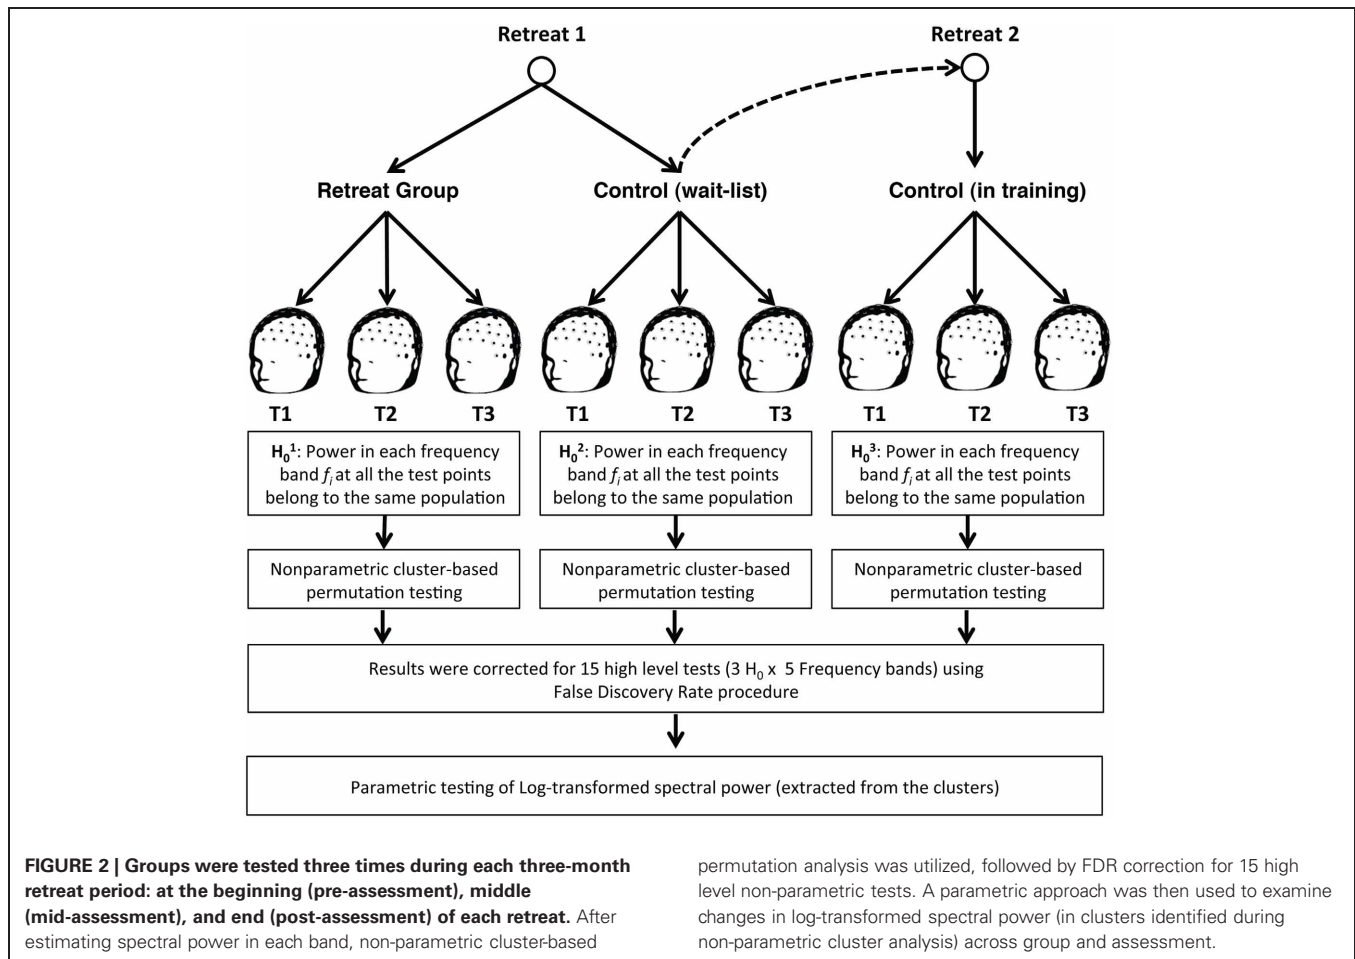 Retreat 1
Retreat 2
Retreat Group
Control (wait-list)
Control (in training)
T1
T2
T3
T1
T2
T3
T1
T2
T3
H₀¹: Power in each frequency
band fᵢ at all the test points
belong to the same population
H₀²: Power in each frequency
band fᵢ at all the test points
belong to the same population
H₀³: Power in each frequency
band fᵢ at all the test points
belong to the same population
Nonparametric cluster-based
permutation testing
Nonparametric cluster-based
permutation testing
Nonparametric cluster-based
permutation testing
Results were corrected for 15 high level tests (3 H₀ x 5 Frequency bands) using
False Discovery Rate procedure
Parametric testing of Log-transformed spectral power (extracted from the clusters)
FIGURE 2 | Groups were tested three times during each three-month
retreat period: at the beginning (pre-assessment), middle
(mid-assessment), and end (post-assessment) of each retreat. After
estimating spectral power in each band, non-parametric cluster-based
permutation analysis was utilized, followed by FDR correction for 15 high
level non-parametric tests. A parametric approach was then used to examine
changes in log-transformed spectral power (in clusters identified during
non-parametric cluster analysis) across group and assessment.